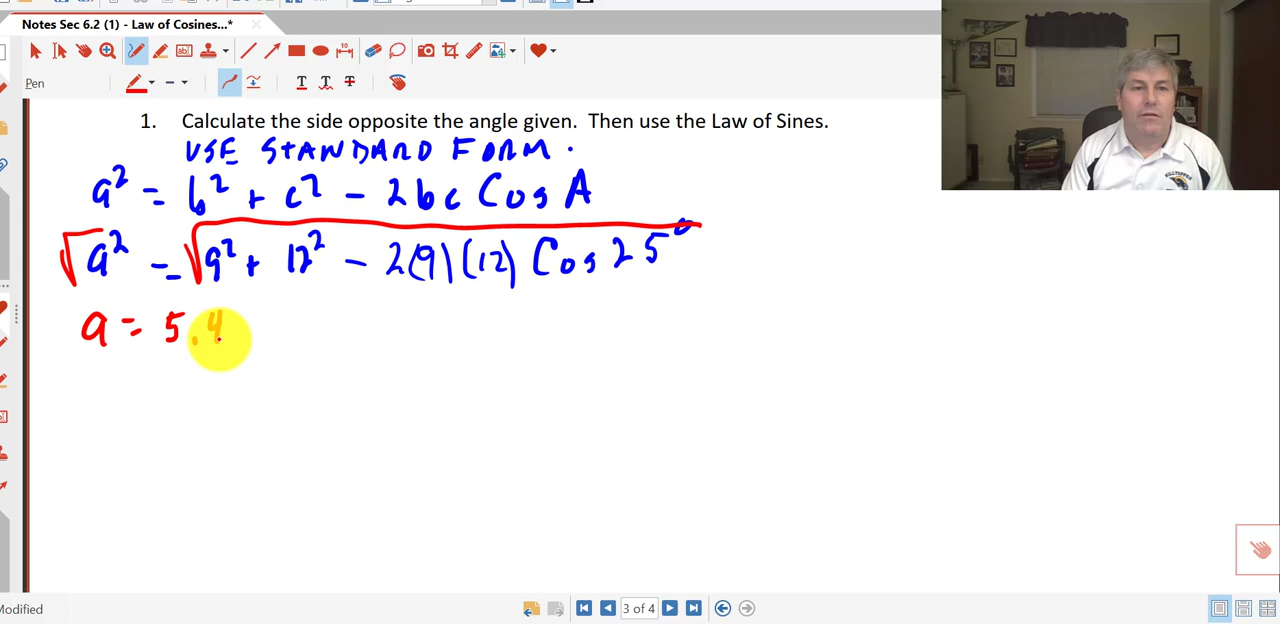 Notes Sec 6.2 (1) - Law of Cosines...*
Pen
1. Calculate the side opposite the angle given. Then use the Law of Sines.
USE STANDARD FORM.
a² = b² + c² - 2bc Cos A
√a² = √9² + 12² - 2(9)(12) Cos 25°
a = 5.4
Modified
3 of 4